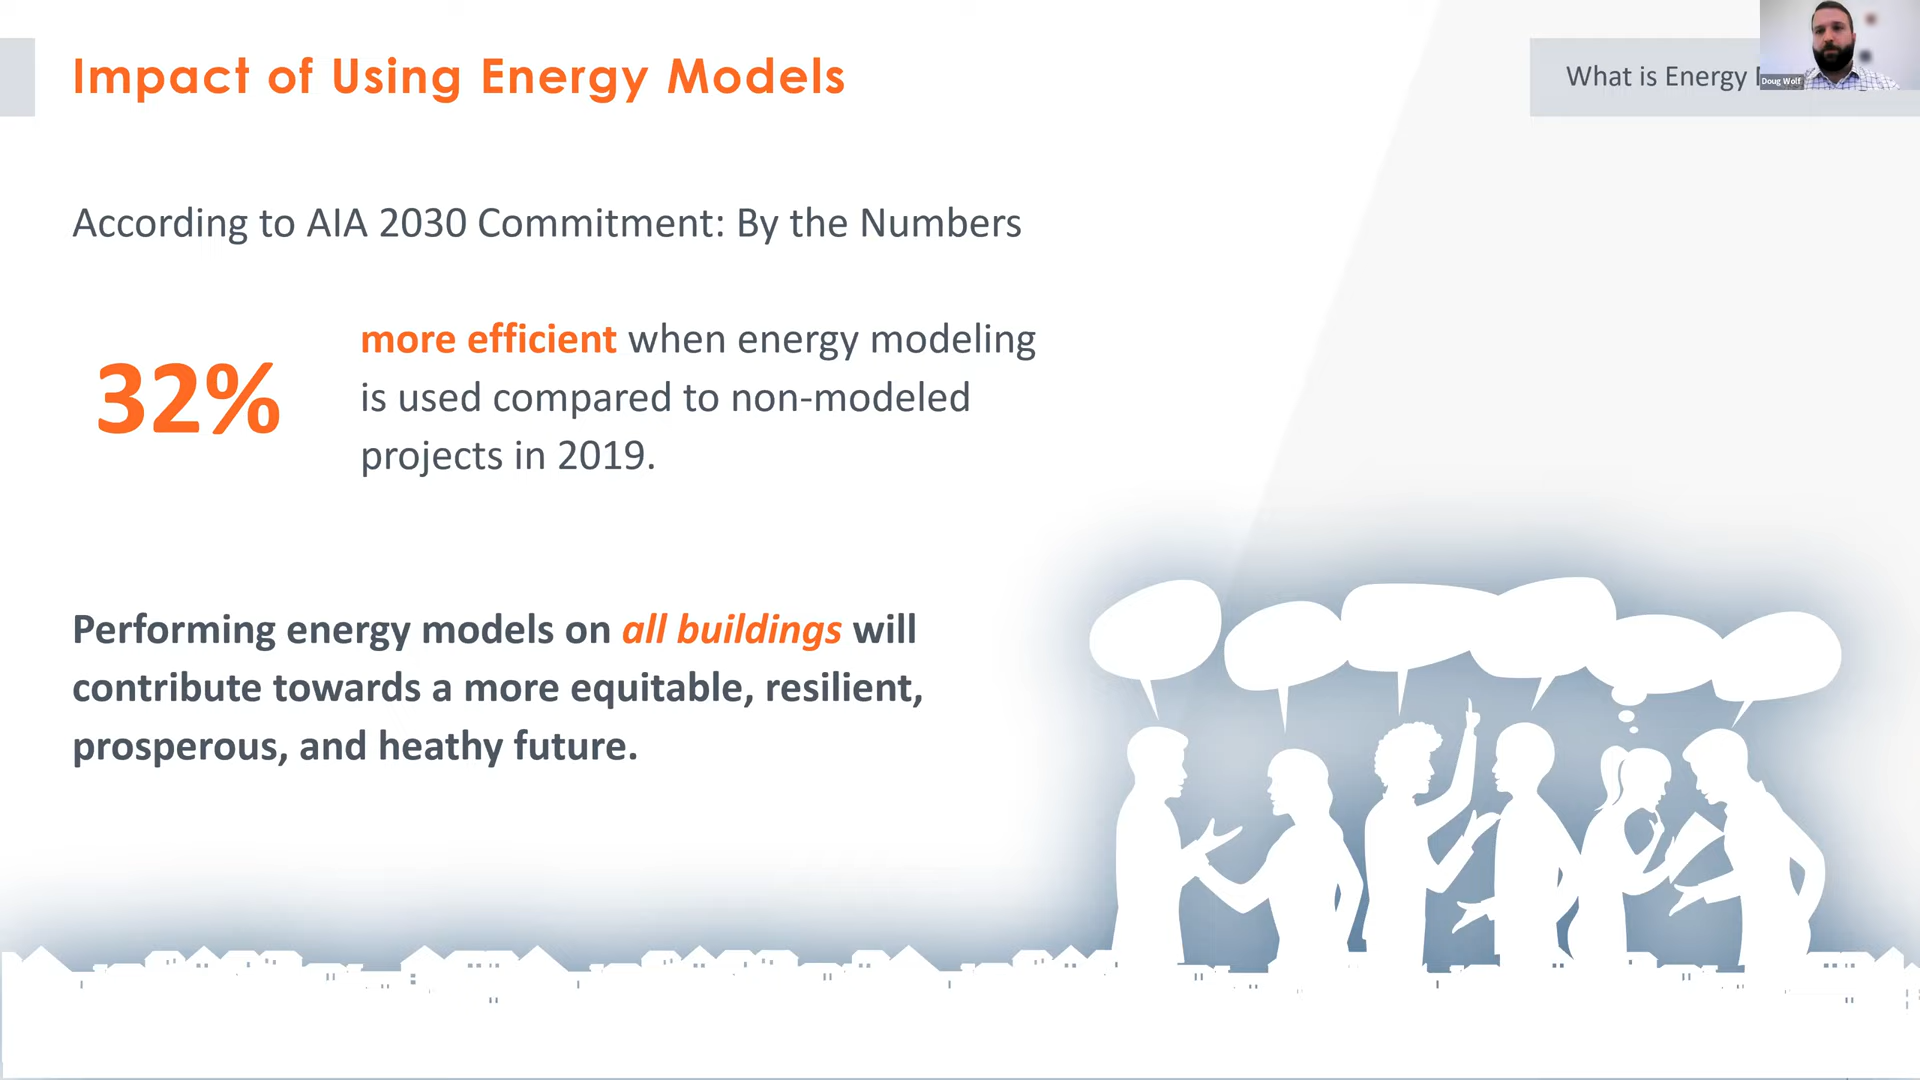 Impact of Using Energy Models
What is Energy
Doug Wolf
According to AIA 2030 Commitment: By the Numbers
32%
more efficient when energy modeling
is used compared to non-modeled
projects in 2019.
Performing energy models on all buildings will
contribute towards a more equitable, resilient,
prosperous, and heathy future.